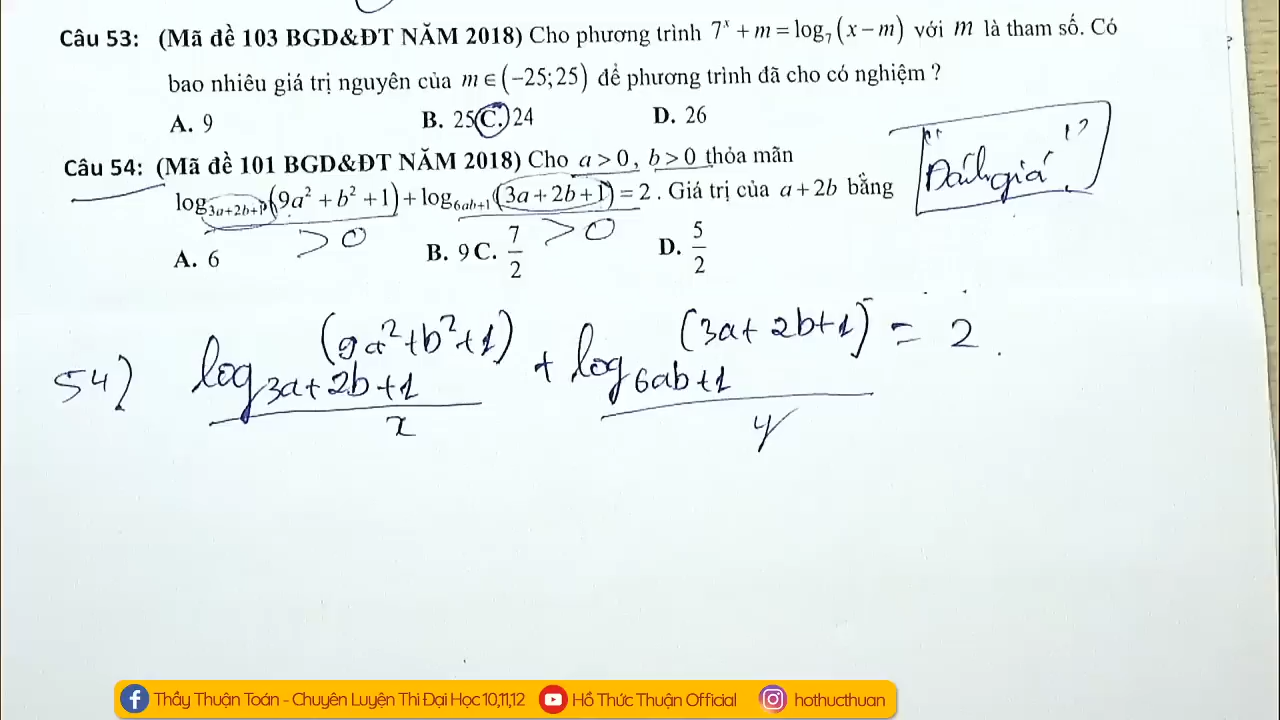 Câu 53: (Mã đề 103 BGD&ĐT NĂM 2018) Cho phương trình 7^x + m = log_7(x − m) với m là tham số. Có
bao nhiêu giá trị nguyên của m ∈ (−25; 25) để phương trình đã cho có nghiệm ?
A. 9 B. 25 C. 24 D. 26
Câu 54: (Mã đề 101 BGD&ĐT NĂM 2018) Cho a > 0, b > 0 thỏa mãn
log_{3a+2b+1}(9a² + b² + 1) + log_{6ab+1}(3a + 2b + 1) = 2. Giá trị của a + 2b bằng
"Đánh giá"
> 0 > 0
A. 6 B. 9 C. 7/2 D. 5/2
54) log_{3a+2b+1}(9a²+b²+1) + log_{6ab+1}(3a+2b+1) = 2.
x y
Thầy Thuận Toán - Chuyên Luyện Thi Đại Học 10,11,12 Hồ Thức Thuận Official hothucthuan